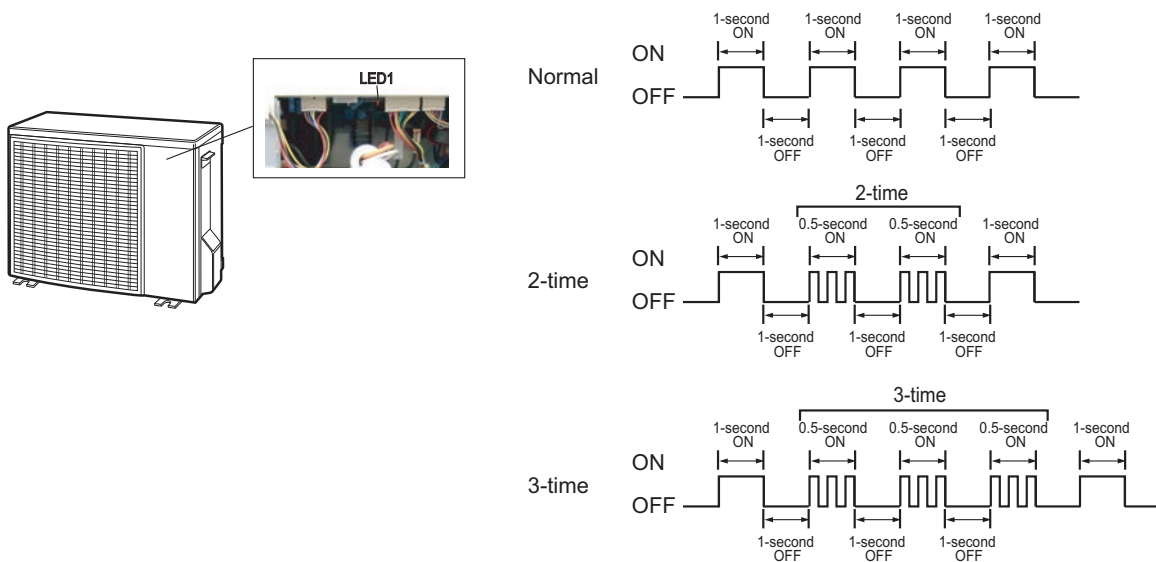 LED1
Normal
ON
OFF
1-second
ON
1-second
ON
1-second
ON
1-second
ON
1-second
OFF
1-second
OFF
1-second
OFF
2-time
2-time
ON
OFF
1-second
ON
0.5-second
ON
0.5-second
ON
1-second
ON
1-second
OFF
1-second
OFF
1-second
OFF
3-time
3-time
ON
OFF
1-second
ON
0.5-second
ON
0.5-second
ON
0.5-second
ON
1-second
ON
1-second
OFF
1-second
OFF
1-second
OFF